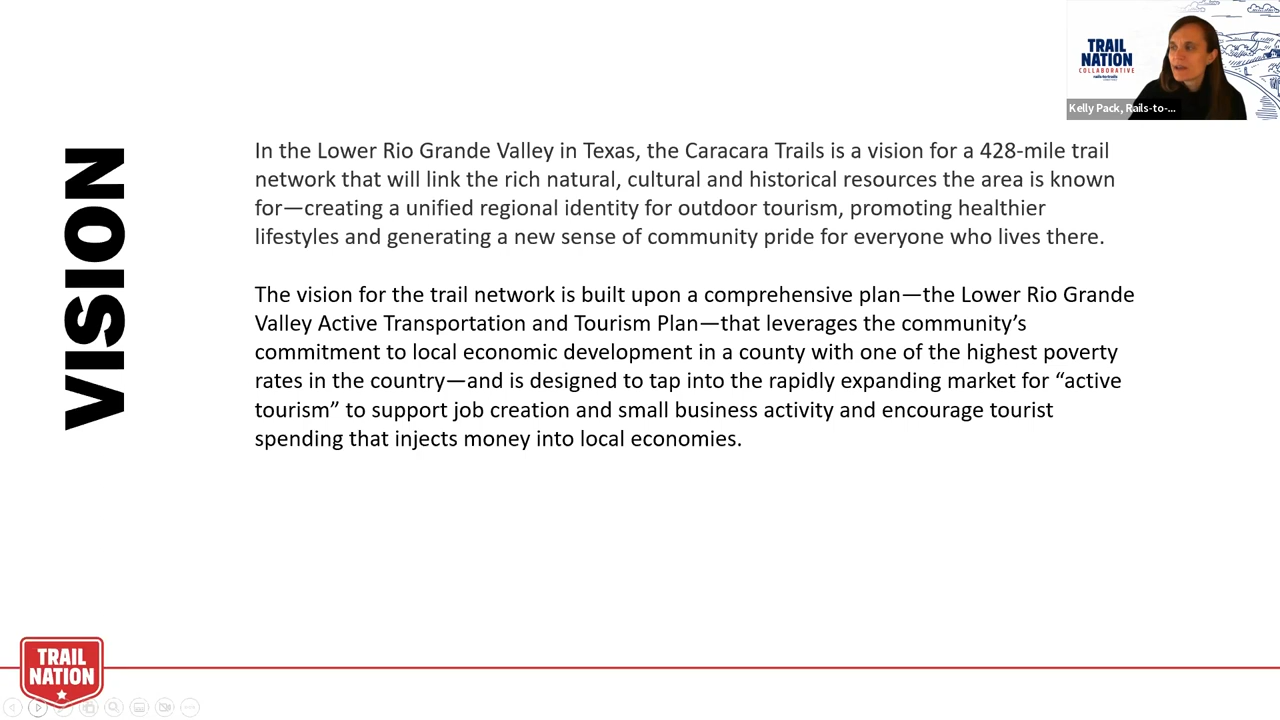 TRAIL
NATION
COLLABORATIVE
Kelly Pack, Rails-to-...
VISION
In the Lower Rio Grande Valley in Texas, the Caracara Trails is a vision for a 428-mile trail
network that will link the rich natural, cultural and historical resources the area is known
for—creating a unified regional identity for outdoor tourism, promoting healthier
lifestyles and generating a new sense of community pride for everyone who lives there.
The vision for the trail network is built upon a comprehensive plan—the Lower Rio Grande
Valley Active Transportation and Tourism Plan—that leverages the community’s
commitment to local economic development in a county with one of the highest poverty
rates in the country—and is designed to tap into the rapidly expanding market for “active
tourism” to support job creation and small business activity and encourage tourist
spending that injects money into local economies.
TRAIL
NATION